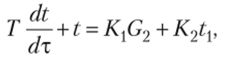 T dt/dτ + t = K₁G₂ + K₂t₁,